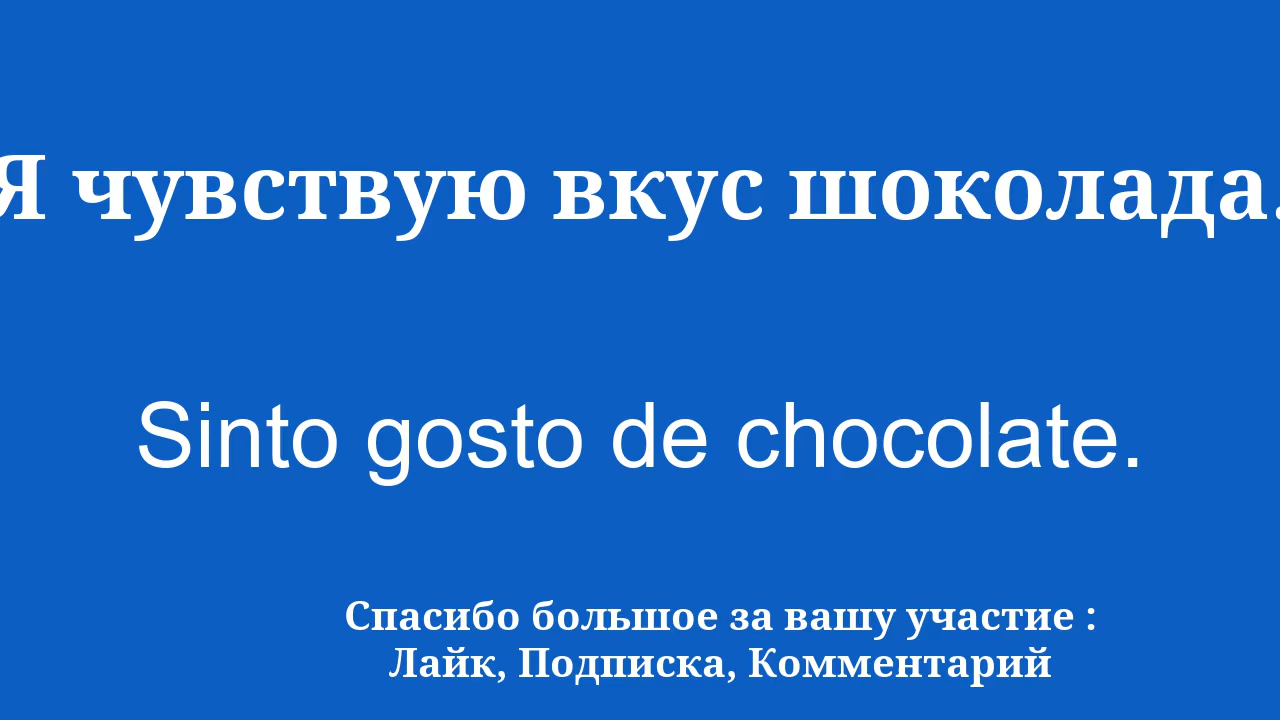 Я чувствую вкус шоколада.
Sinto gosto de chocolate.
Спасибо большое за вашу участие :
Лайк, Подписка, Комментарий